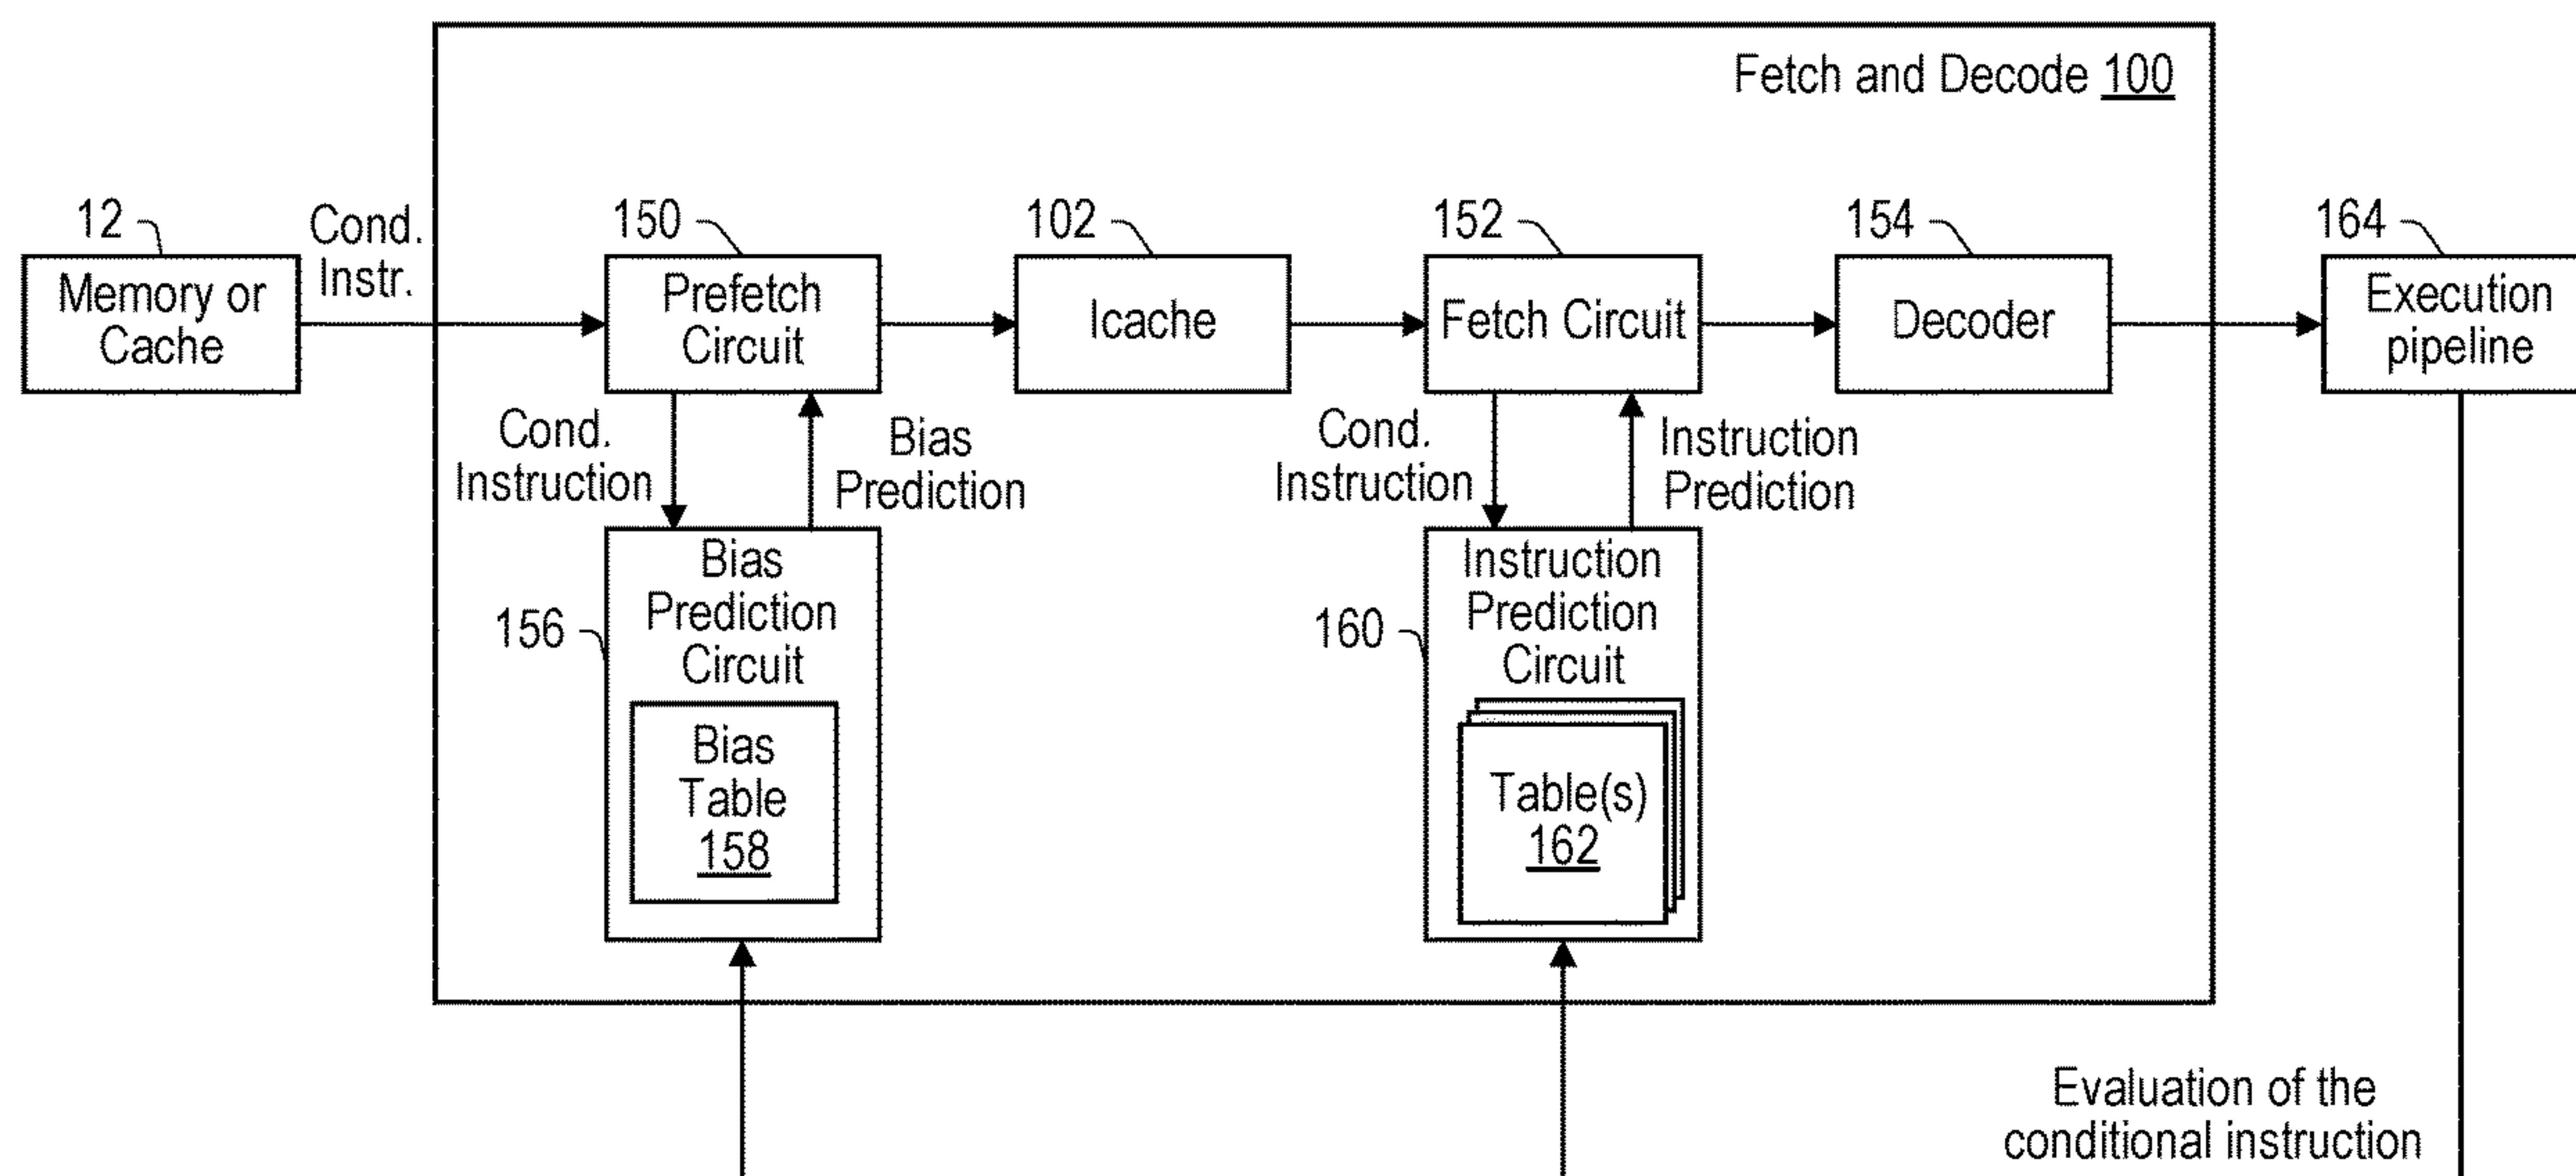 Fetch and Decode 100
12
Cond.
Instr.
150
102
152
154
164
Memory or
Cache
Prefetch
Circuit
Icache
Fetch Circuit
Decoder
Execution
pipeline
Cond.
Instruction
Bias
Prediction
Cond.
Instruction
Instruction
Prediction
156
Bias
Prediction
Circuit
Bias
Table
158
160
Instruction
Prediction
Circuit
Table(s)
162
Evaluation of the
conditional instruction